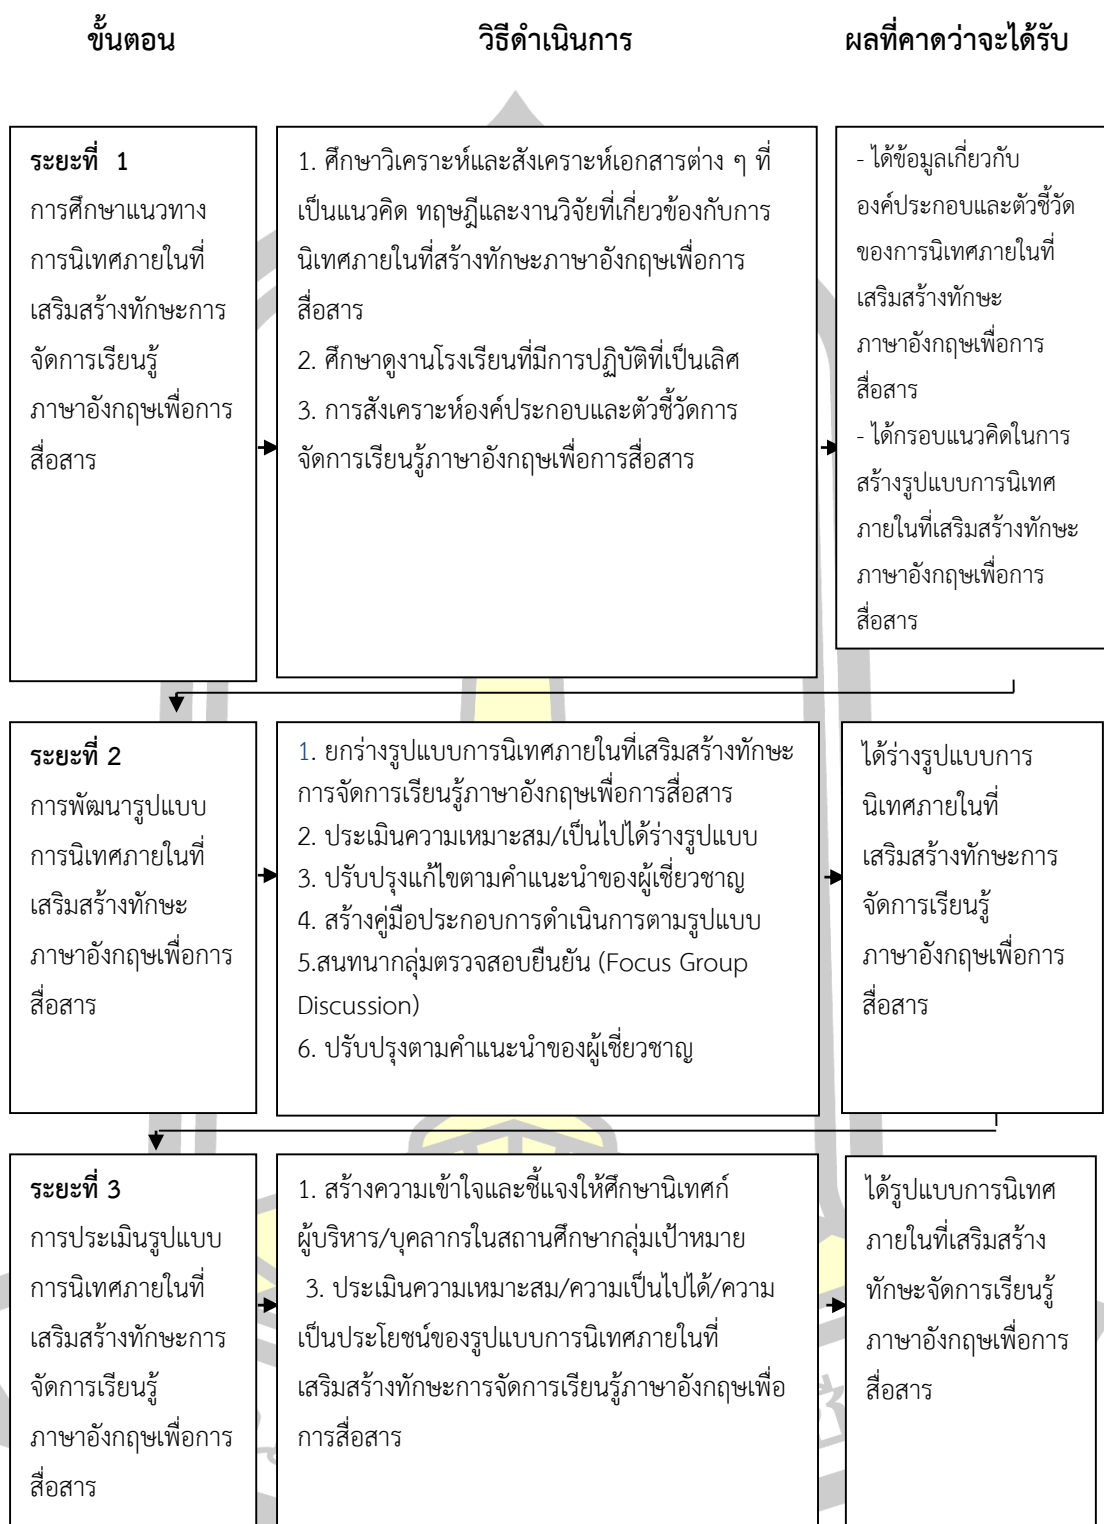 ขั้นตอน
วิธีดำเนินการ
ผลที่คาดว่าจะได้รับ
ระยะที่ 1
การศึกษาแนวทาง
การนิเทศภายในที่
เสริมสร้างทักษะการ
จัดการเรียนรู้
ภาษาอังกฤษเพื่อการ
สื่อสาร
1. ศึกษาวิเคราะห์และสังเคราะห์เอกสารต่าง ๆ ที่
เป็นแนวคิด ทฤษฎีและงานวิจัยที่เกี่ยวข้องกับการ
นิเทศภายในที่สร้างทักษะภาษาอังกฤษเพื่อการ
สื่อสาร
2. ศึกษาดูงานโรงเรียนที่มีการปฏิบัติที่เป็นเลิศ
3. การสังเคราะห์องค์ประกอบและตัวชี้วัดการ
จัดการเรียนรู้ภาษาอังกฤษเพื่อการสื่อสาร
- ได้ข้อมูลเกี่ยวกับ
องค์ประกอบและตัวชี้วัด
ของการนิเทศภายในที่
เสริมสร้างทักษะ
ภาษาอังกฤษเพื่อการ
สื่อสาร
- ได้กรอบแนวคิดในการ
สร้างรูปแบบการนิเทศ
ภายในที่เสริมสร้างทักษะ
ภาษาอังกฤษเพื่อการ
สื่อสาร
ระยะที่ 2
การพัฒนารูปแบบ
การนิเทศภายในที่
เสริมสร้างทักษะ
ภาษาอังกฤษเพื่อการ
สื่อสาร
1. ยกร่างรูปแบบการนิเทศภายในที่เสริมสร้างทักษะ
การจัดการเรียนรู้ภาษาอังกฤษเพื่อการสื่อสาร
2. ประเมินความเหมาะสม/เป็นไปได้ร่างรูปแบบ
3. ปรับปรุงแก้ไขตามคำแนะนำของผู้เชี่ยวชาญ
4. สร้างคู่มือประกอบการดำเนินการตามรูปแบบ
5.สนทนากลุ่มตรวจสอบยืนยัน (Focus Group
Discussion)
6. ปรับปรุงตามคำแนะนำของผู้เชี่ยวชาญ
ได้ร่างรูปแบบการ
นิเทศภายในที่
เสริมสร้างทักษะการ
จัดการเรียนรู้
ภาษาอังกฤษเพื่อการ
สื่อสาร
ระยะที่ 3
การประเมินรูปแบบ
การนิเทศภายในที่
เสริมสร้างทักษะการ
จัดการเรียนรู้
ภาษาอังกฤษเพื่อการ
สื่อสาร
1. สร้างความเข้าใจและชี้แจงให้ศึกษานิเทศก์
ผู้บริหาร/บุคลากรในสถานศึกษากลุ่มเป้าหมาย
3. ประเมินความเหมาะสม/ความเป็นไปได้/ความ
เป็นประโยชน์ของรูปแบบการนิเทศภายในที่
เสริมสร้างทักษะการจัดการเรียนรู้ภาษาอังกฤษเพื่อ
การสื่อสาร
ได้รูปแบบการนิเทศ
ภายในที่เสริมสร้าง
ทักษะจัดการเรียนรู้
ภาษาอังกฤษเพื่อการ
สื่อสาร